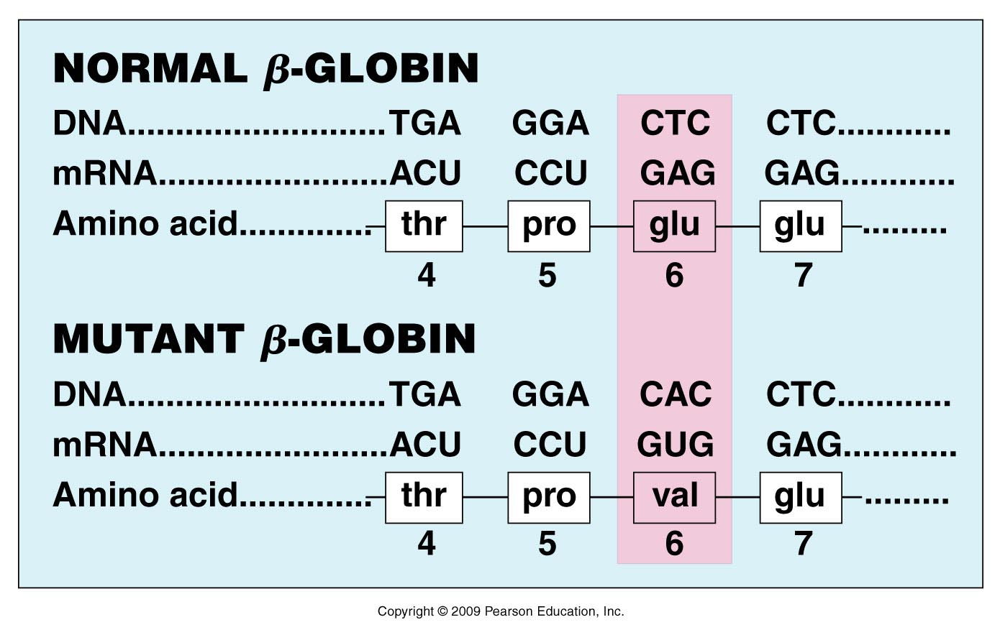 NORMAL β-GLOBIN
DNA...........................TGA GGA CTC CTC............
mRNA........................ACU CCU GAG GAG............
Amino acid.............. thr pro glu glu .........
4 5 6 7
MUTANT β-GLOBIN
DNA...........................TGA GGA CAC CTC............
mRNA........................ACU CCU GUG GAG............
Amino acid.............. thr pro val glu .........
4 5 6 7
Copyright © 2009 Pearson Education, Inc.